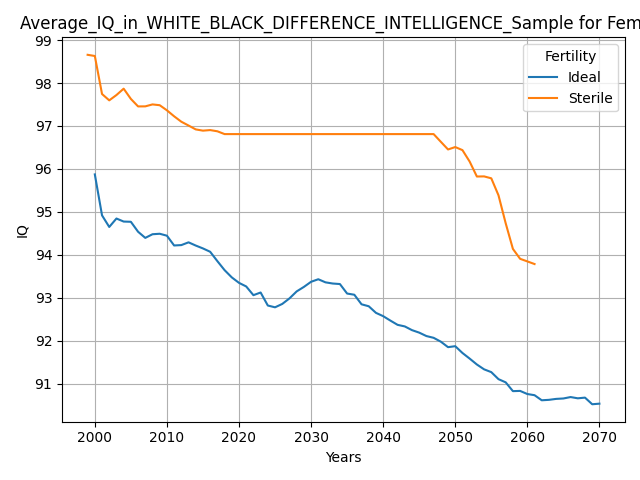 Average_IQ_in_WHITE_BLACK_DIFFERENCE_INTELLIGENCE_Sample for Fem
99
98
97
96
95
94
93
92
91
IQ
Fertility
Ideal
Sterile
2000 2010 2020 2030 2040 2050 2060 2070
Years